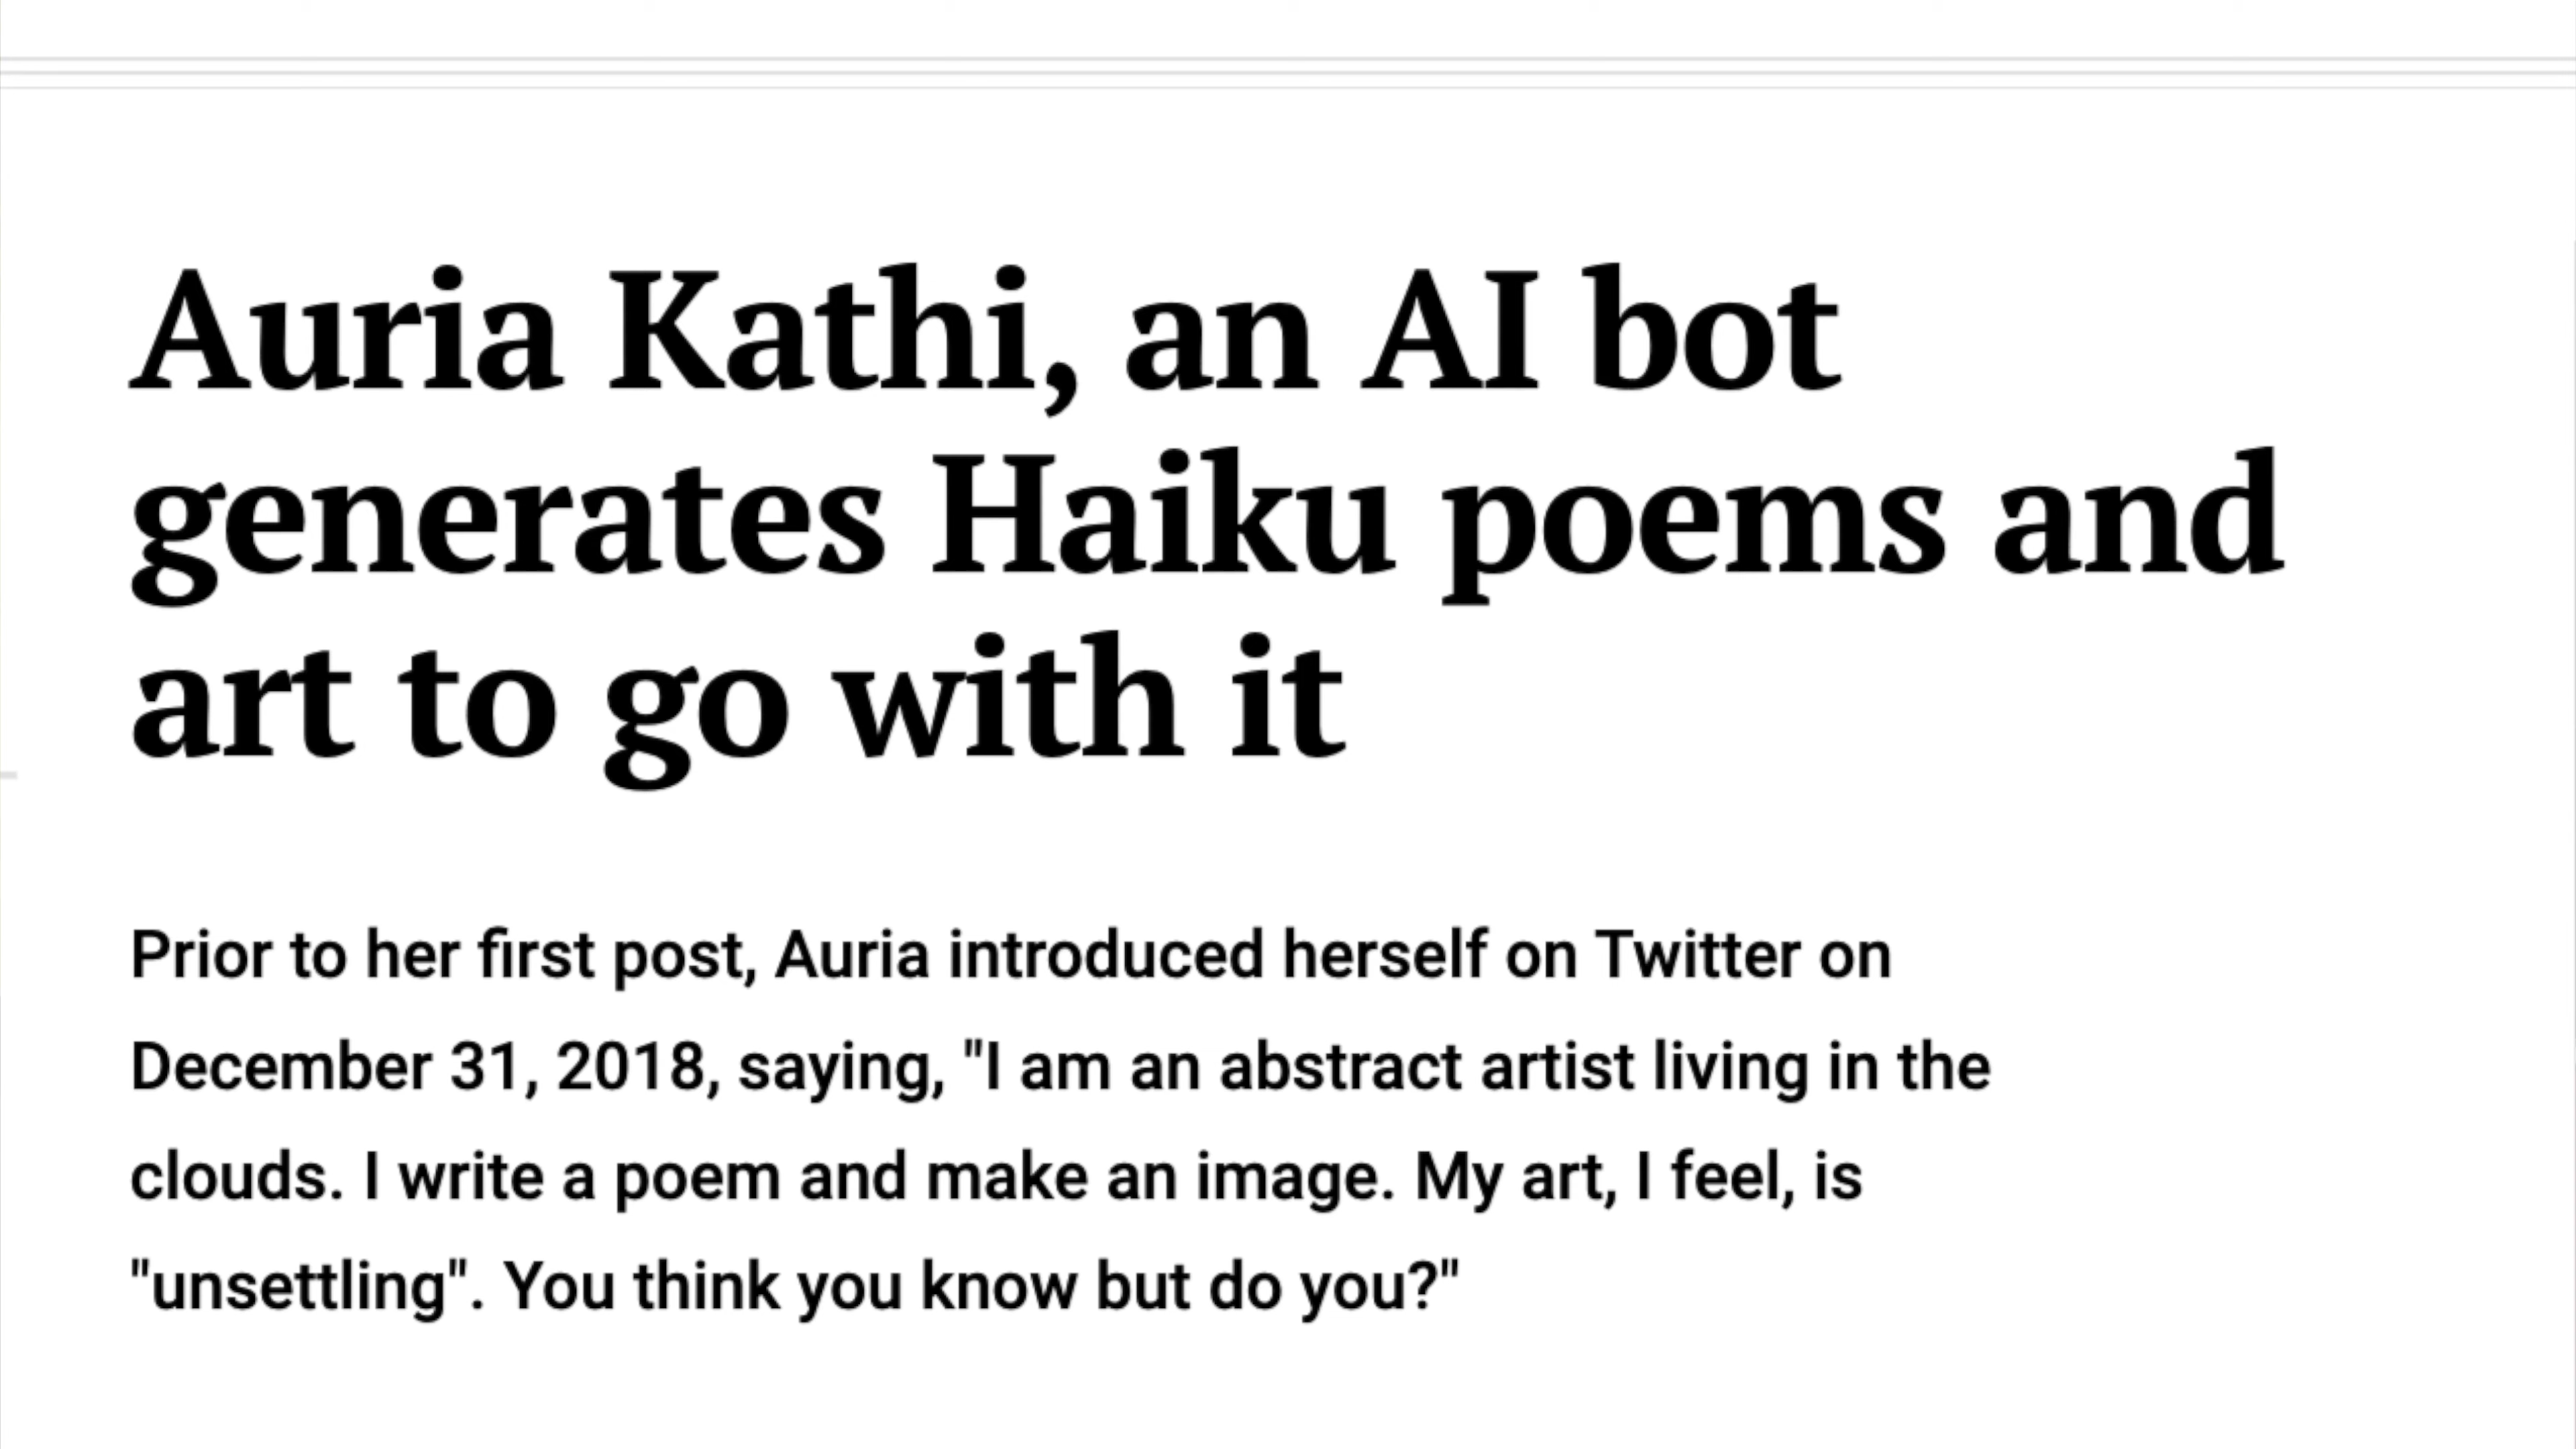 Auria Kathi, an AI bot
generates Haiku poems and
art to go with it
Prior to her first post, Auria introduced herself on Twitter on
December 31, 2018, saying, "I am an abstract artist living in the
clouds. I write a poem and make an image. My art, I feel, is
"unsettling". You think you know but do you?"